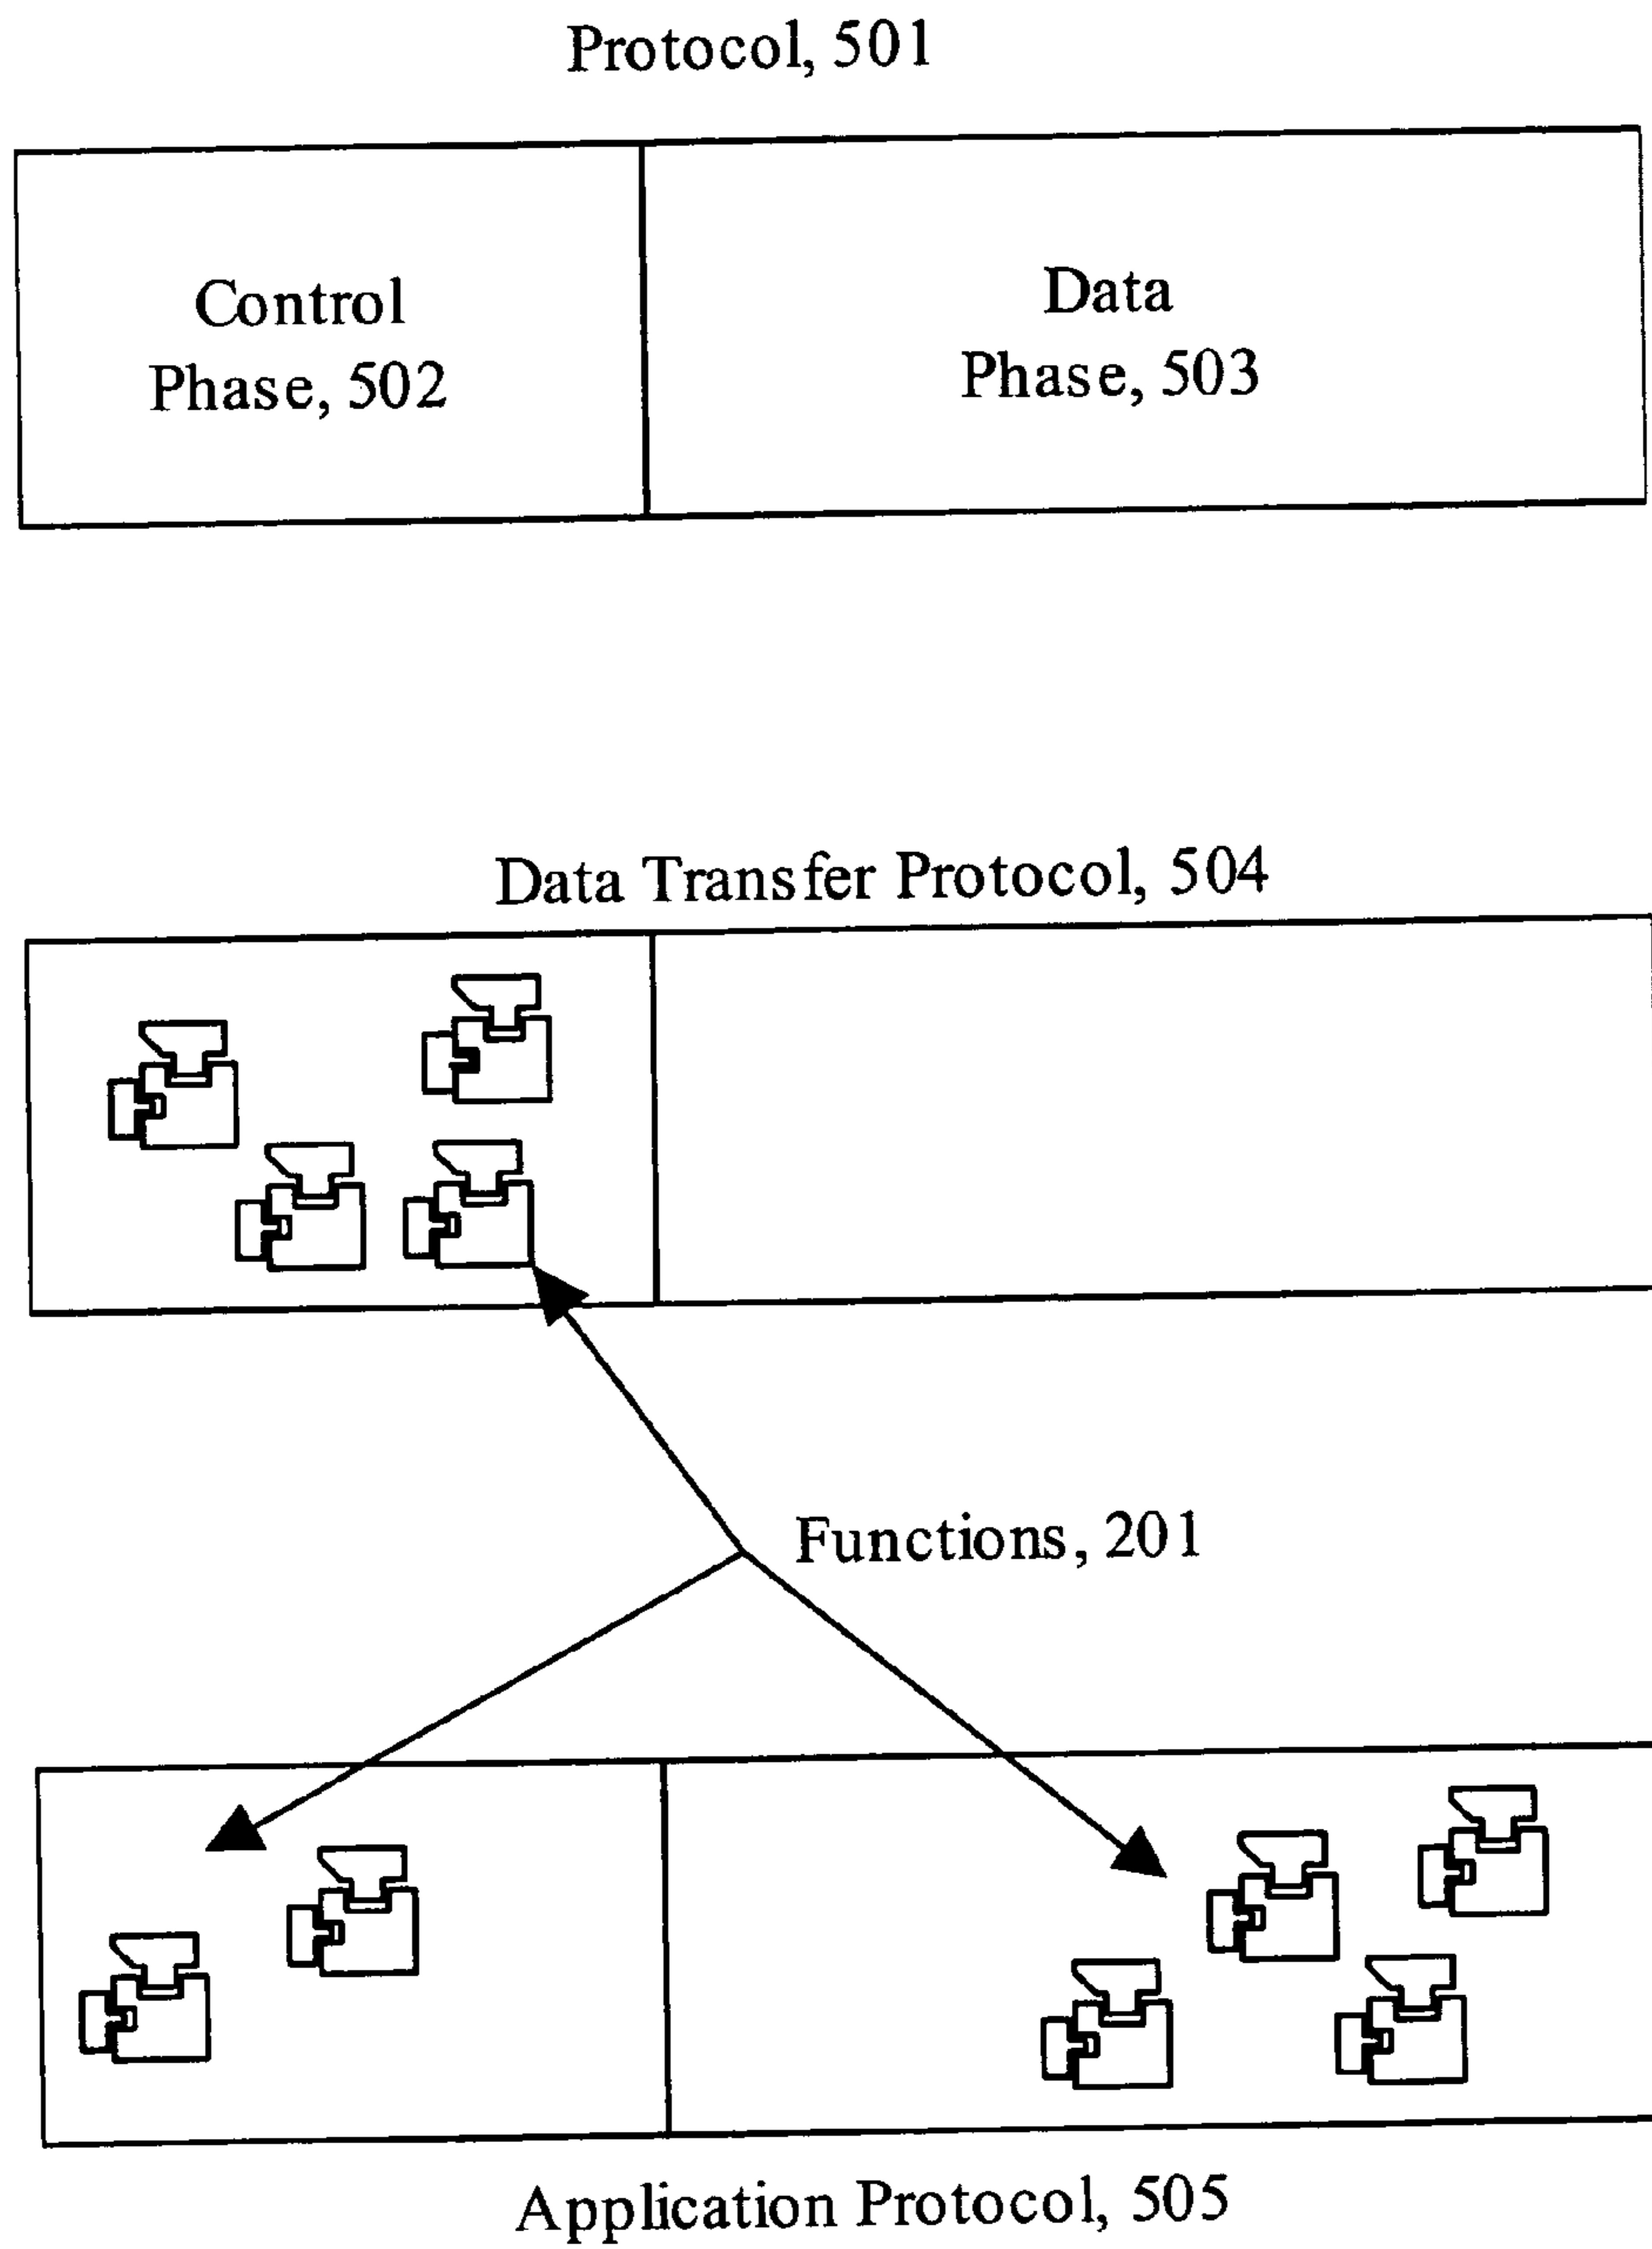 Protocol, 501
Control
Phase, 502
Data
Phase, 503
Data Transfer Protocol, 504
Functions, 201
Application Protocol, 505